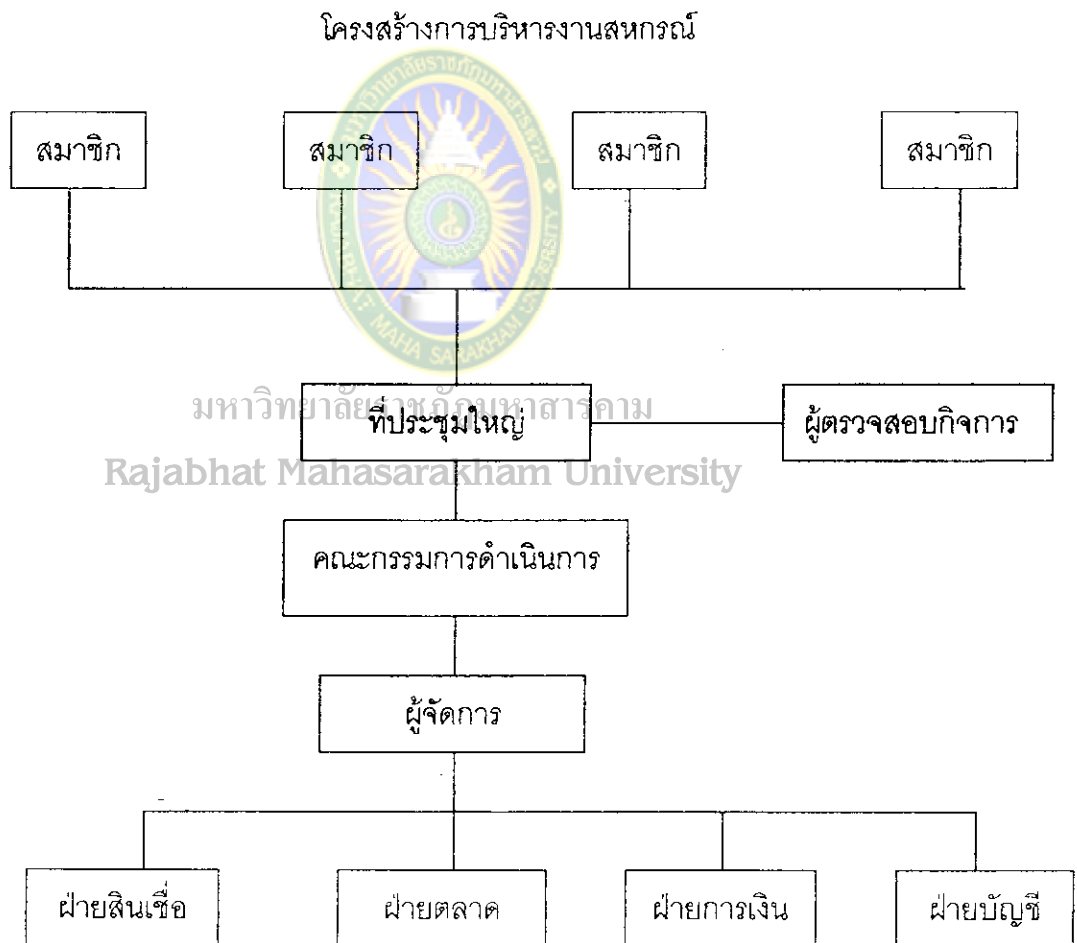 โครงสร้างการบริหารงานสหกรณ์
สมาชิก
สมาชิก
สมาชิก
สมาชิก
ที่ประชุมใหญ่
ผู้ตรวจสอบกิจการ
มหาวิทยาลัยราชภัฏมหาสารคาม
Rajabhat Mahasarakham University
คณะกรรมการดำเนินการ
ผู้จัดการ
ฝ่ายสินเชื่อ
ฝ่ายตลาด
ฝ่ายการเงิน
ฝ่ายบัญชี